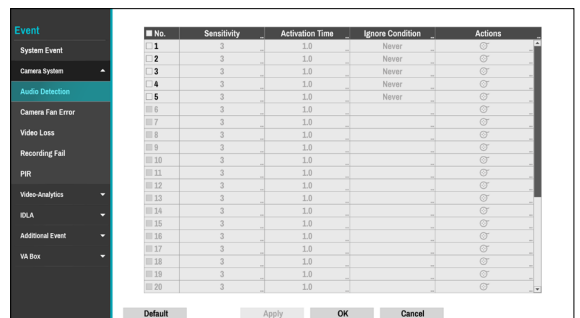 Event
System Event
Camera System
Audio Detection
Camera Fan Error
Video Loss
Recording Fail
PIR
Video-Analytics
IDLA
Additional Event
VA Box
No. Sensitivity Activation Time Ignore Condition Actions
1 3 1.0 Never
2 3 1.0 Never
3 3 1.0 Never
4 3 1.0 Never
5 3 1.0 Never
6 3 1.0
7 3 1.0
8 3 1.0
9 3 1.0
10 3 1.0
11 3 1.0
12 3 1.0
13 3 1.0
14 3 1.0
15 3 1.0
16 3 1.0
17 3 1.0
18 3 1.0
19 3 1.0
20 3 1.0
Default Apply OK Cancel